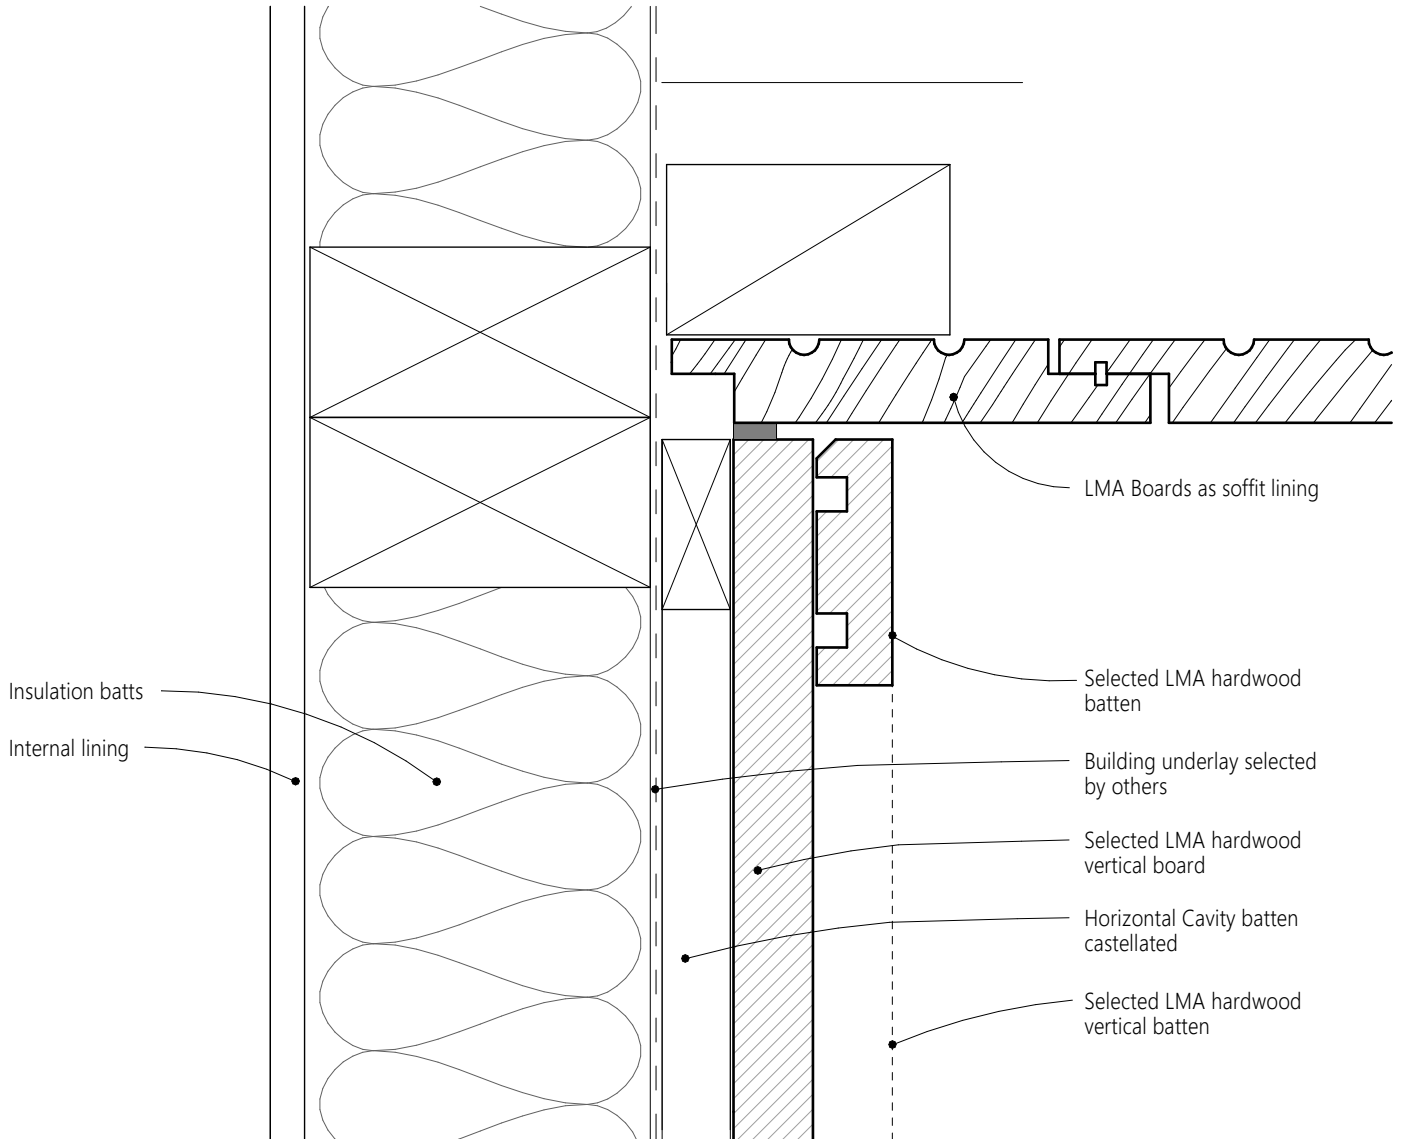 LMA Boards as soffit lining
Selected LMA hardwood
batten
Insulation batts
Internal lining
Building underlay selected
by others
Selected LMA hardwood
vertical board
Horizontal Cavity batten
castellated
Selected LMA hardwood
vertical batten